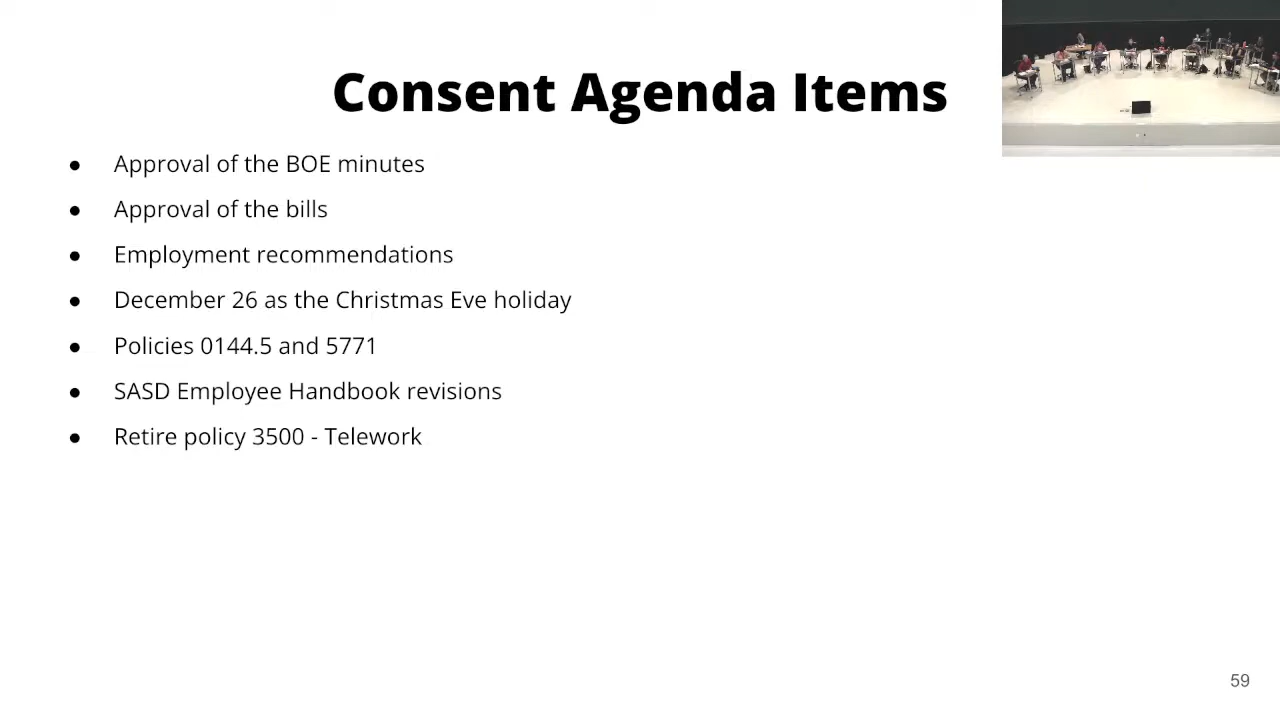 Consent Agenda Items
● Approval of the BOE minutes
● Approval of the bills
● Employment recommendations
● December 26 as the Christmas Eve holiday
● Policies 0144.5 and 5771
● SASD Employee Handbook revisions
● Retire policy 3500 - Telework
59